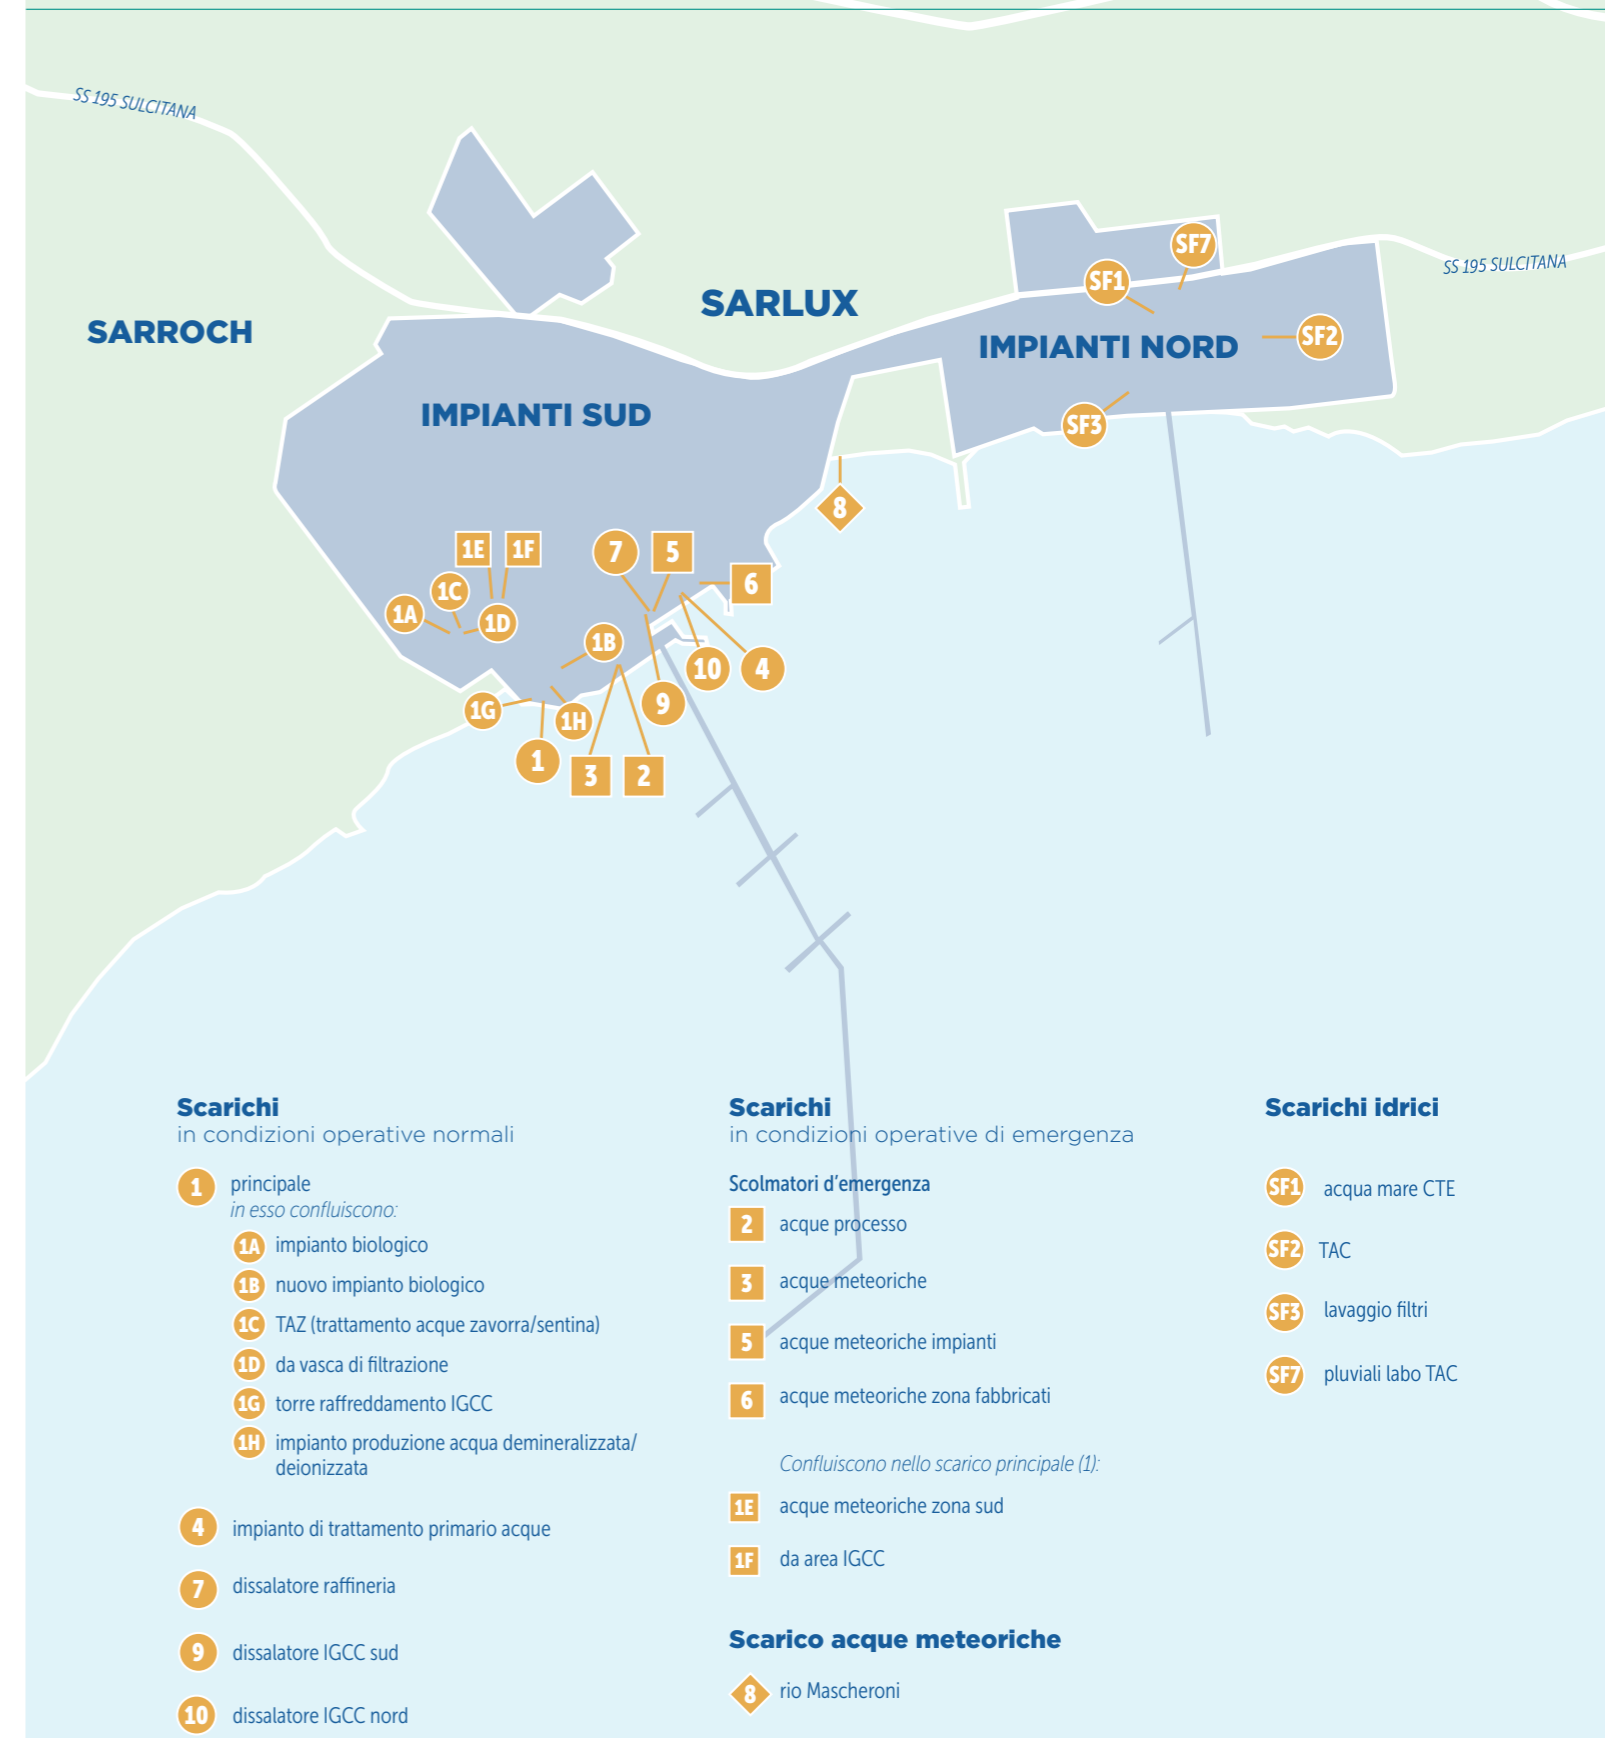 SS 195 SULCITANA
SF7
SS 195 SULCITANA
SF1
SARLUX
SARROCH
IMPIANTI NORD
SF2
IMPIANTI SUD
SF3
8
1E
1F
7
5
6
1C
1A
1D
1B
10
4
9
1G
1H
1
3
2
Scarichi
in condizioni operative normali
1 principale
in esso confluiscono:
1A impianto biologico
1B nuovo impianto biologico
1C TAZ (trattamento acque zavorra/sentina)
1D da vasca di filtrazione
1G torre raffreddamento IGCC
1H impianto produzione acqua demineralizzata/
deionizzata
4 impianto di trattamento primario acque
7 dissalatore raffineria
9 dissalatore IGCC sud
10 dissalatore IGCC nord
Scarichi
in condizioni operative di emergenza
Scolmatori d'emergenza
2 acque processo
3 acque meteoriche
5 acque meteoriche impianti
6 acque meteoriche zona fabbricati
Confluiscono nello scarico principale (1):
1E acque meteoriche zona sud
1F da area IGCC
Scarico acque meteoriche
8 rio Mascheroni
Scarichi idrici
SF1 acqua mare CTE
SF2 TAC
SF3 lavaggio filtri
SF7 pluviali labo TAC